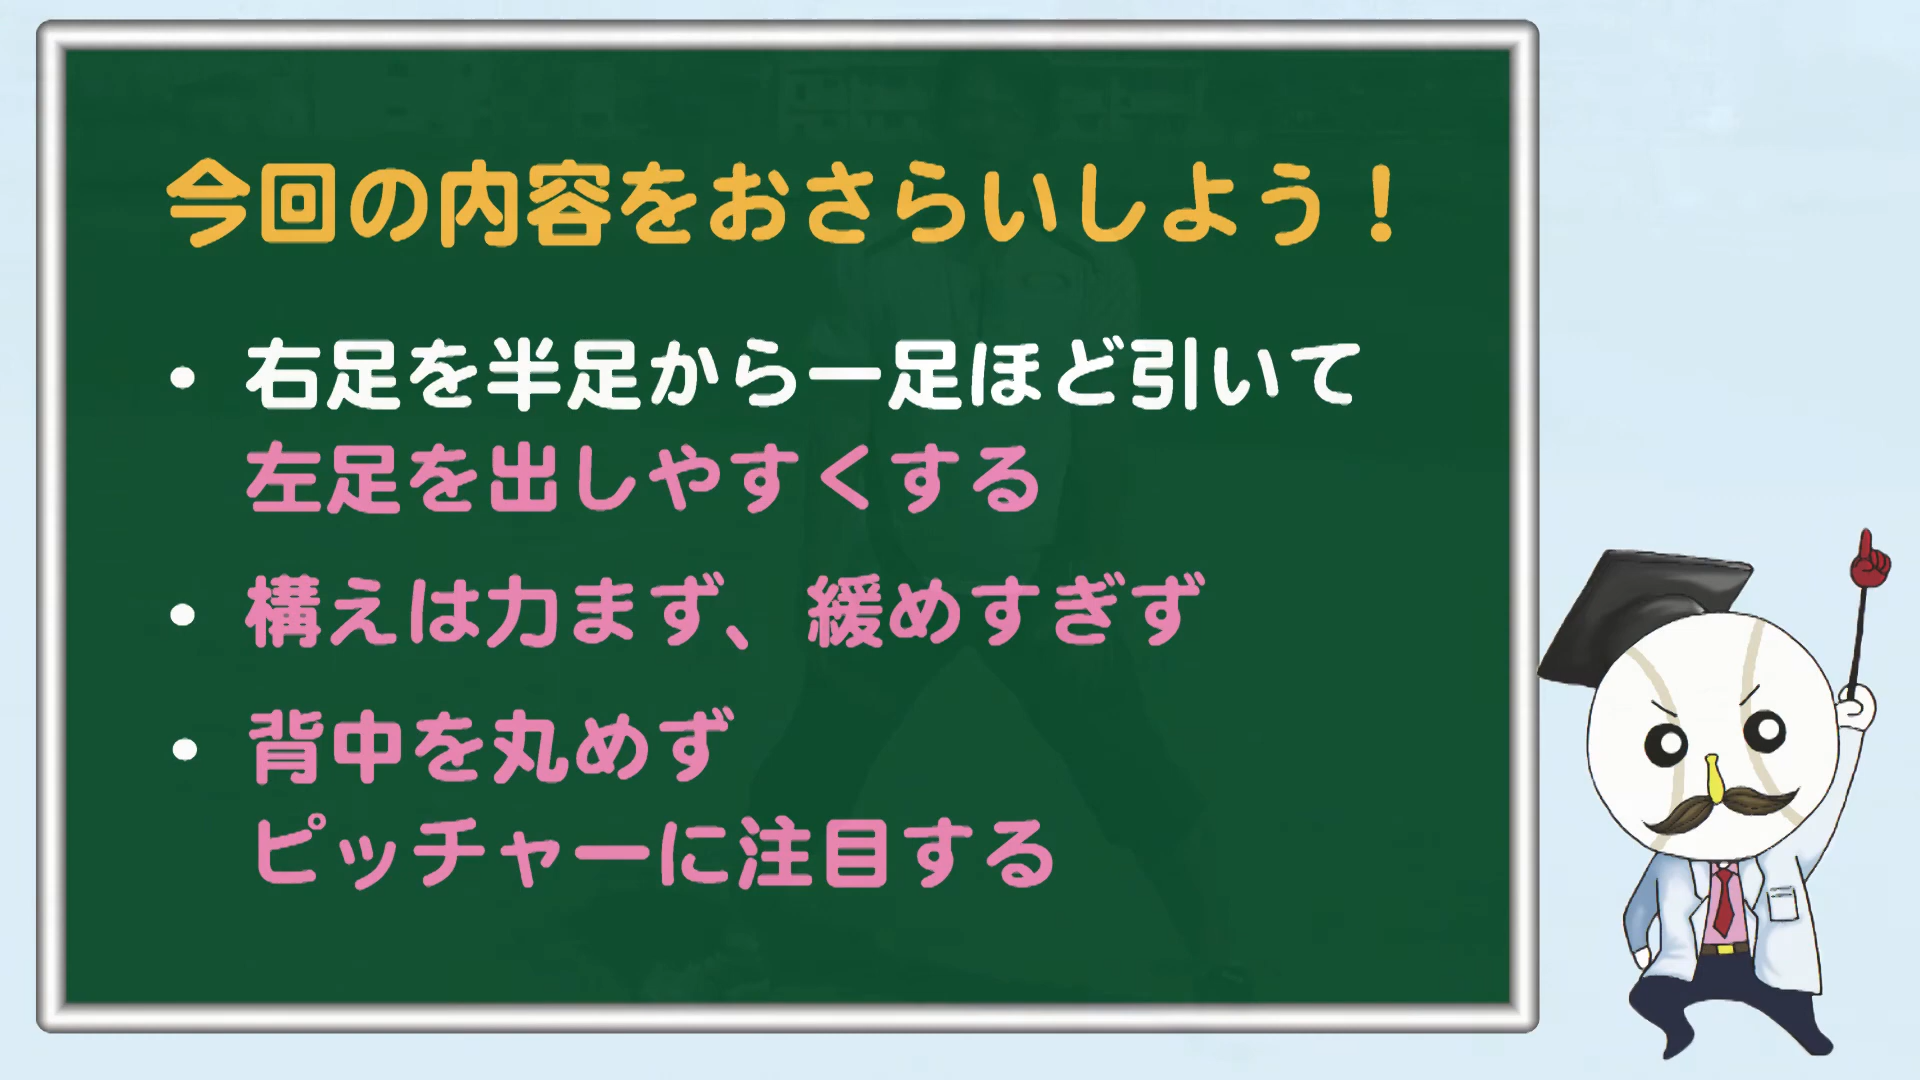 今回の内容をおさらいしよう！
・右足を半足から一足ほど引いて
左足を出しやすくする
・構えは力まず、緩めすぎず
・背中を丸めず
ピッチャーに注目する